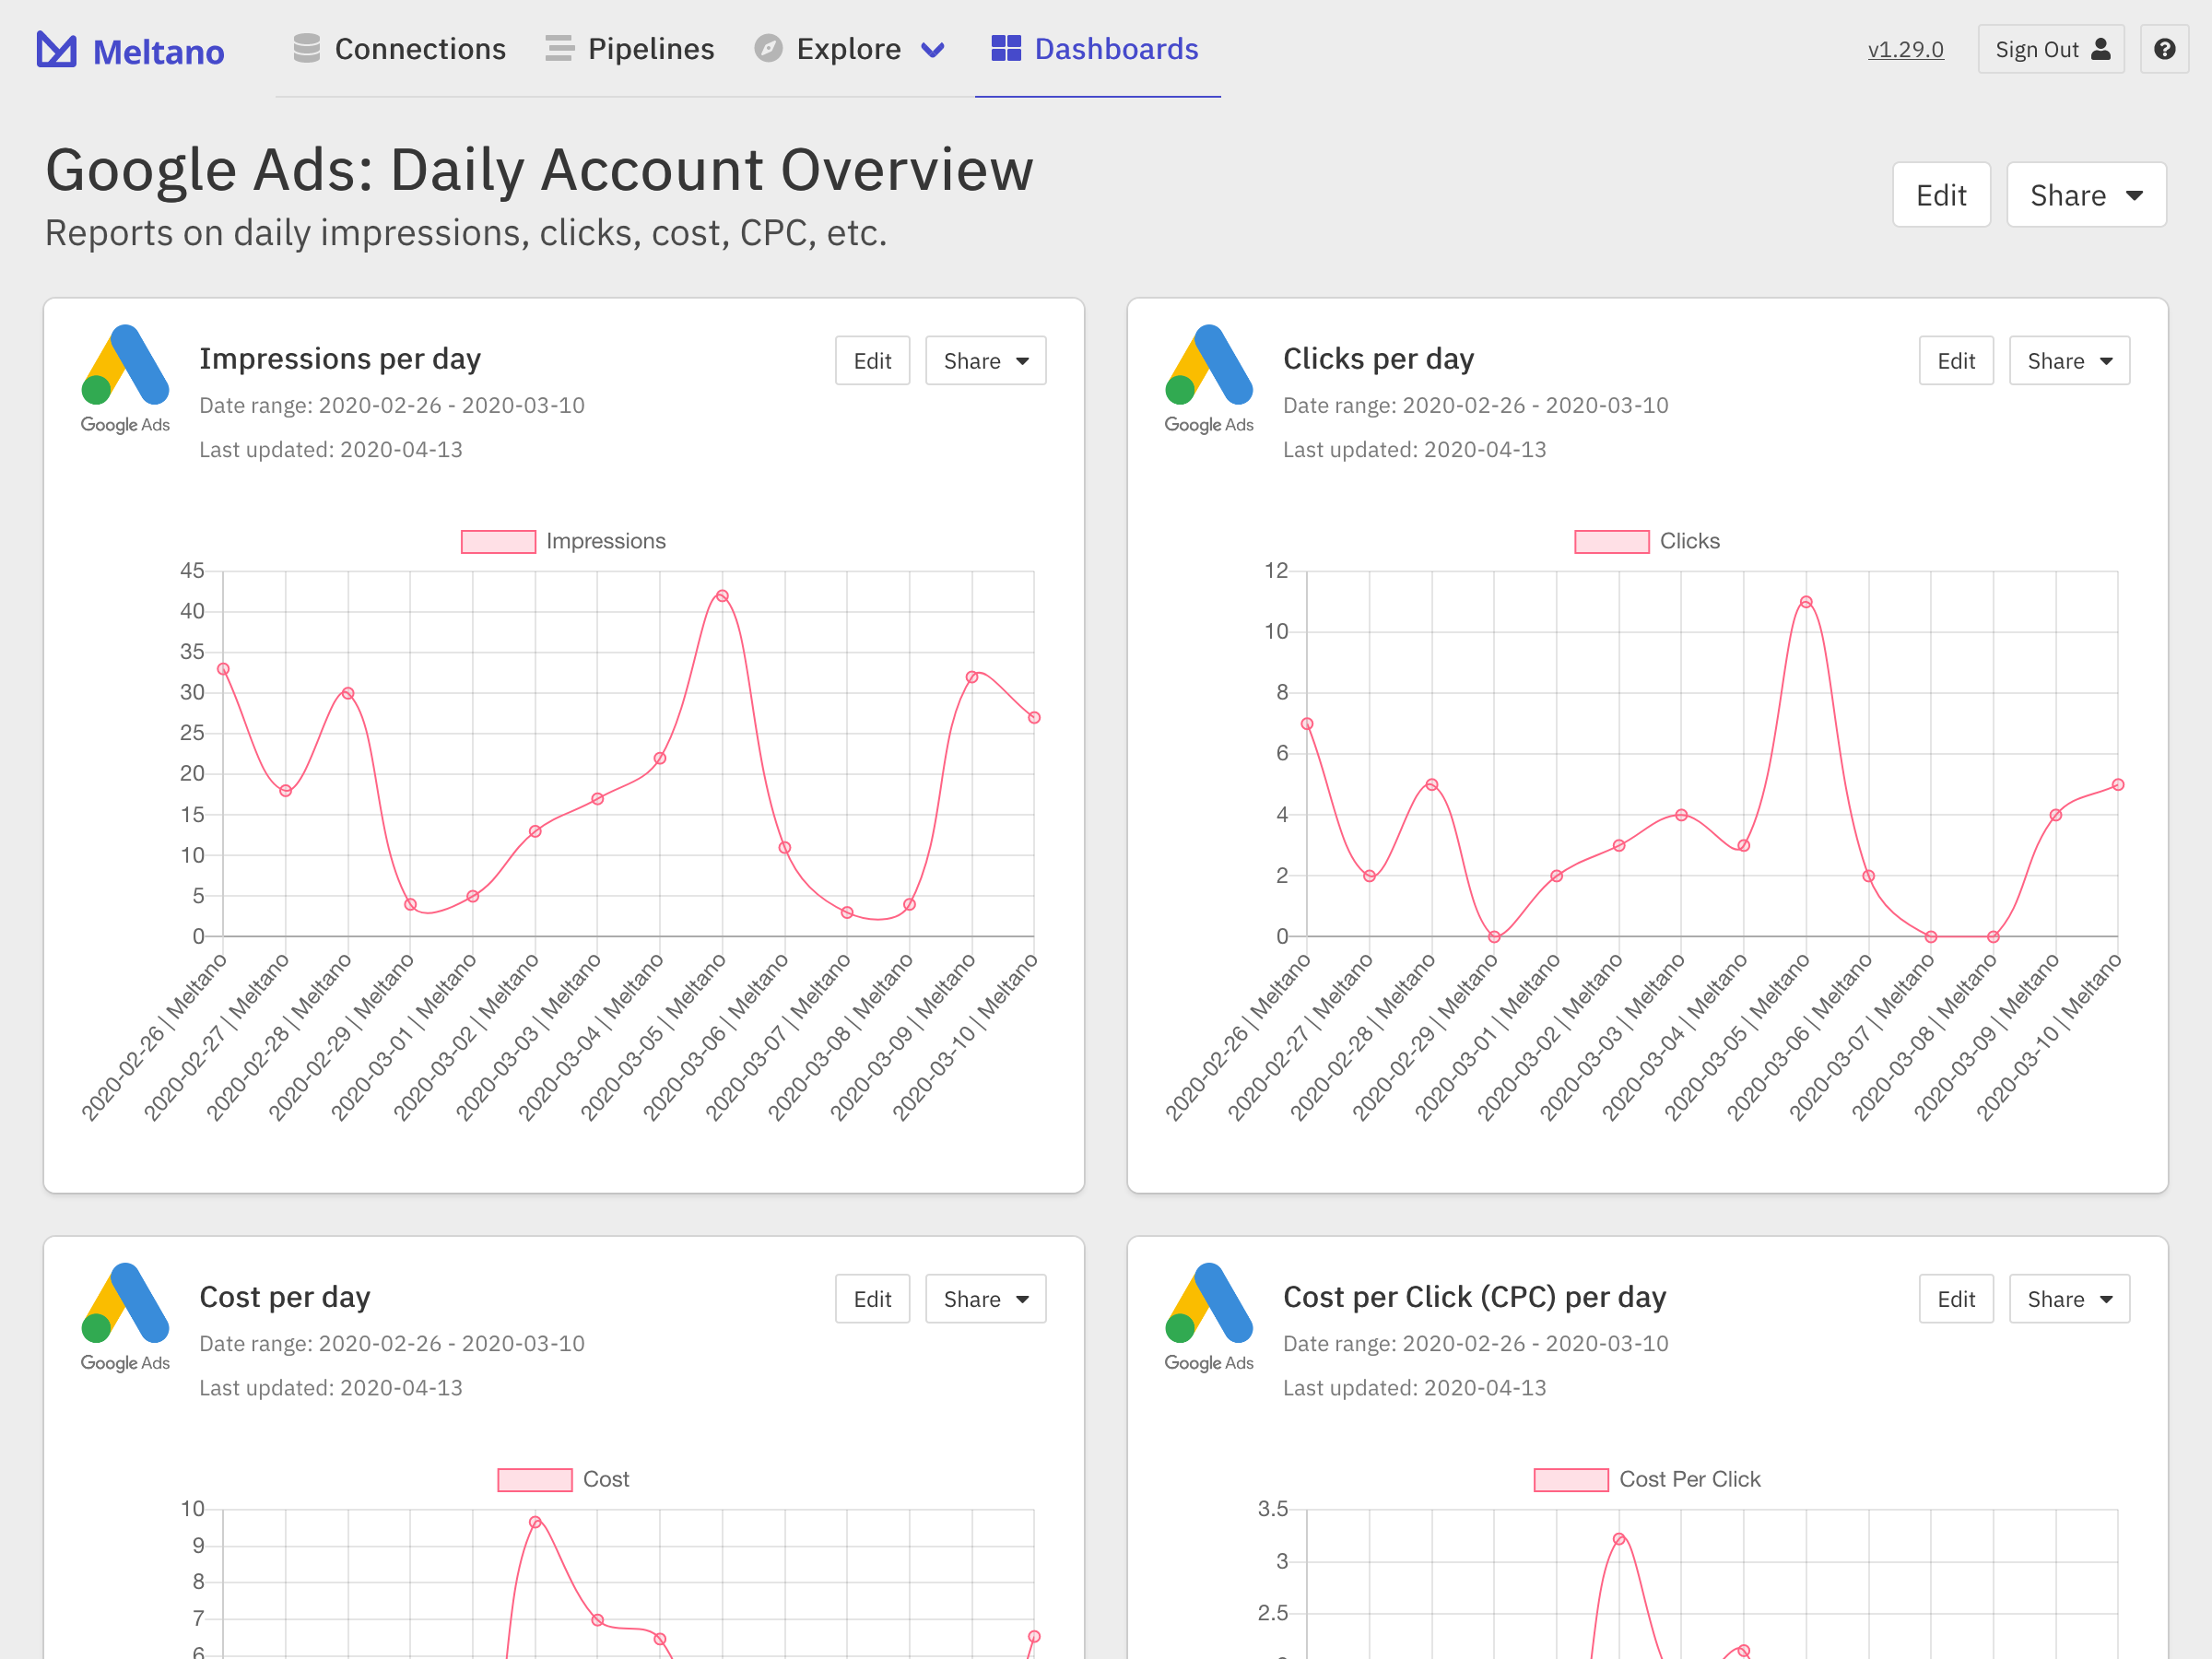 Meltano Connections Pipelines Explore Dashboards v1.29.0 Sign Out
Google Ads: Daily Account Overview
Reports on daily impressions, clicks, cost, CPC, etc.
Edit Share
Impressions per day
Edit Share
Google Ads
Date range: 2020-02-26 - 2020-03-10
Last updated: 2020-04-13
Impressions
45
40
35
30
25
20
15
10
5
0
2020-02-26 | Meltano
2020-02-27 | Meltano
2020-02-28 | Meltano
2020-02-29 | Meltano
2020-03-01 | Meltano
2020-03-02 | Meltano
2020-03-03 | Meltano
2020-03-04 | Meltano
2020-03-05 | Meltano
2020-03-06 | Meltano
2020-03-07 | Meltano
2020-03-08 | Meltano
2020-03-09 | Meltano
2020-03-10 | Meltano
Clicks per day
Edit Share
Google Ads
Date range: 2020-02-26 - 2020-03-10
Last updated: 2020-04-13
Clicks
12
10
8
6
4
2
0
2020-02-26 | Meltano
2020-02-27 | Meltano
2020-02-28 | Meltano
2020-02-29 | Meltano
2020-03-01 | Meltano
2020-03-02 | Meltano
2020-03-03 | Meltano
2020-03-04 | Meltano
2020-03-05 | Meltano
2020-03-06 | Meltano
2020-03-07 | Meltano
2020-03-08 | Meltano
2020-03-09 | Meltano
2020-03-10 | Meltano
Cost per day
Edit Share
Google Ads
Date range: 2020-02-26 - 2020-03-10
Last updated: 2020-04-13
Cost
10
9
8
7
6
Cost per Click (CPC) per day
Edit Share
Google Ads
Date range: 2020-02-26 - 2020-03-10
Last updated: 2020-04-13
Cost Per Click
3.5
3
2.5